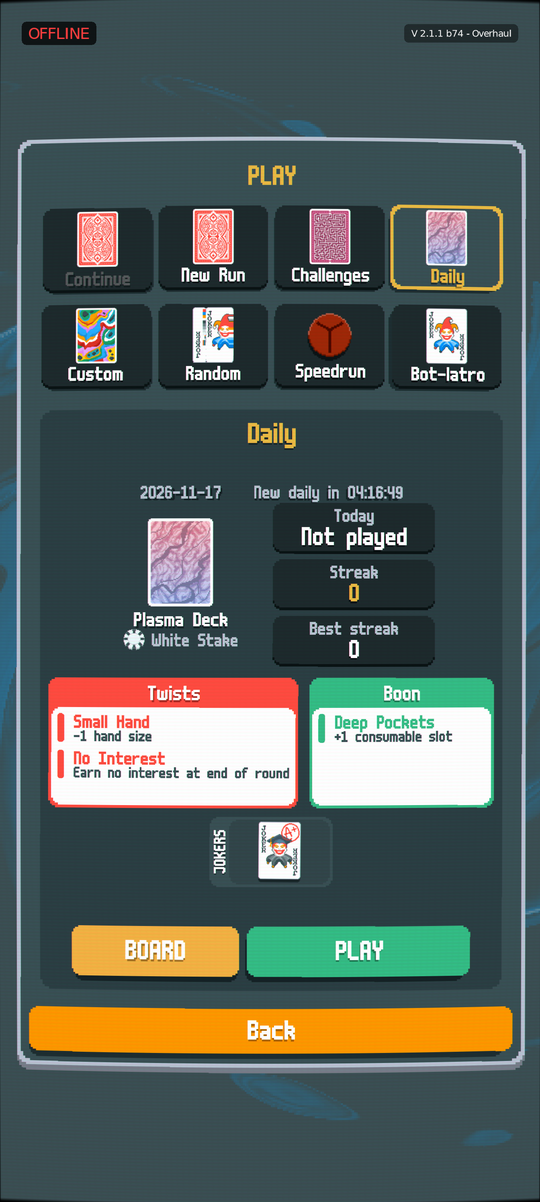 OFFLINE
V 2.1.1 b74 - Overhaul
PLAY
Continue
New Run
Challenges
Daily
Custom
Random
Speedrun
Bot-latro
Daily
2026-11-17
New daily in 04:16:49
Today
Not played
Streak
0
Best streak
0
Plasma Deck
White Stake
Twists
Small Hand
-1 hand size
No Interest
Earn no interest at end of round
Boon
Deep Pockets
+1 consumable slot
JOKERS
A+
BOARD
PLAY
Back